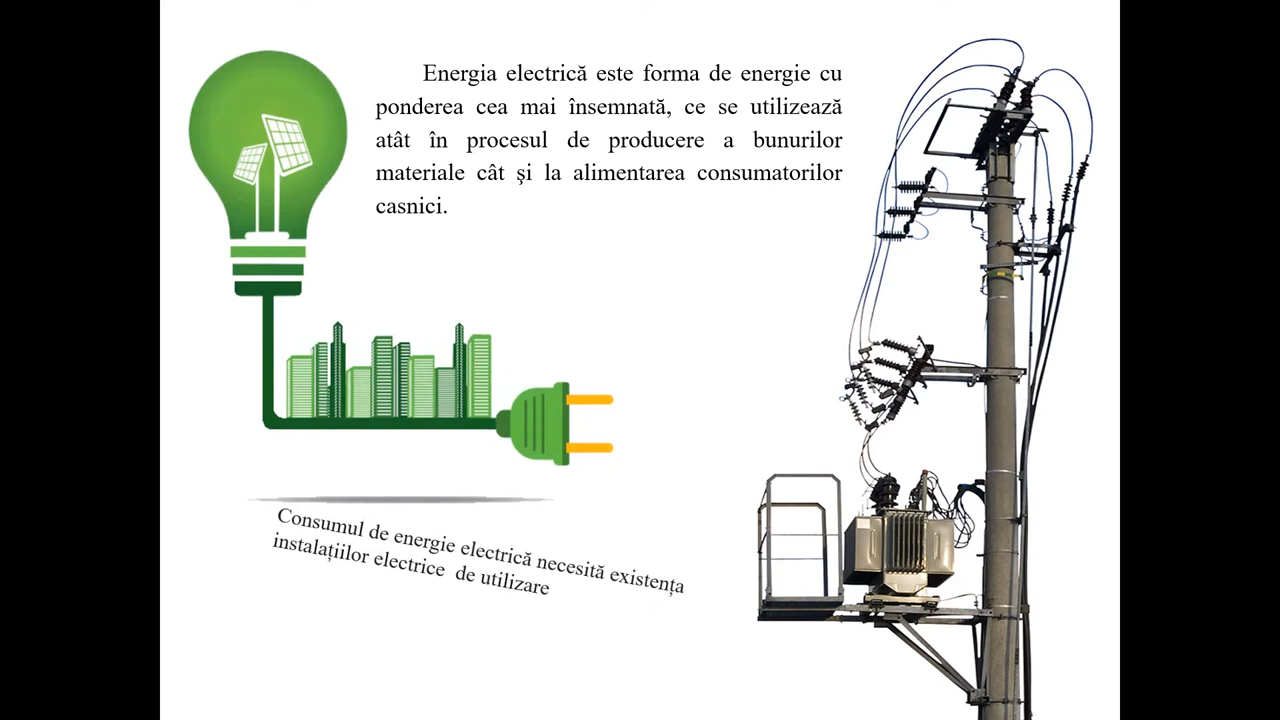 Energia electrică este forma de energie cu
ponderea cea mai însemnată, ce se utilizează
atât în procesul de producere a bunurilor
materiale cât şi la alimentarea consumatorilor
casnici.
Consumul de energie electrică necesită existența
instalațiilor electrice de utilizare